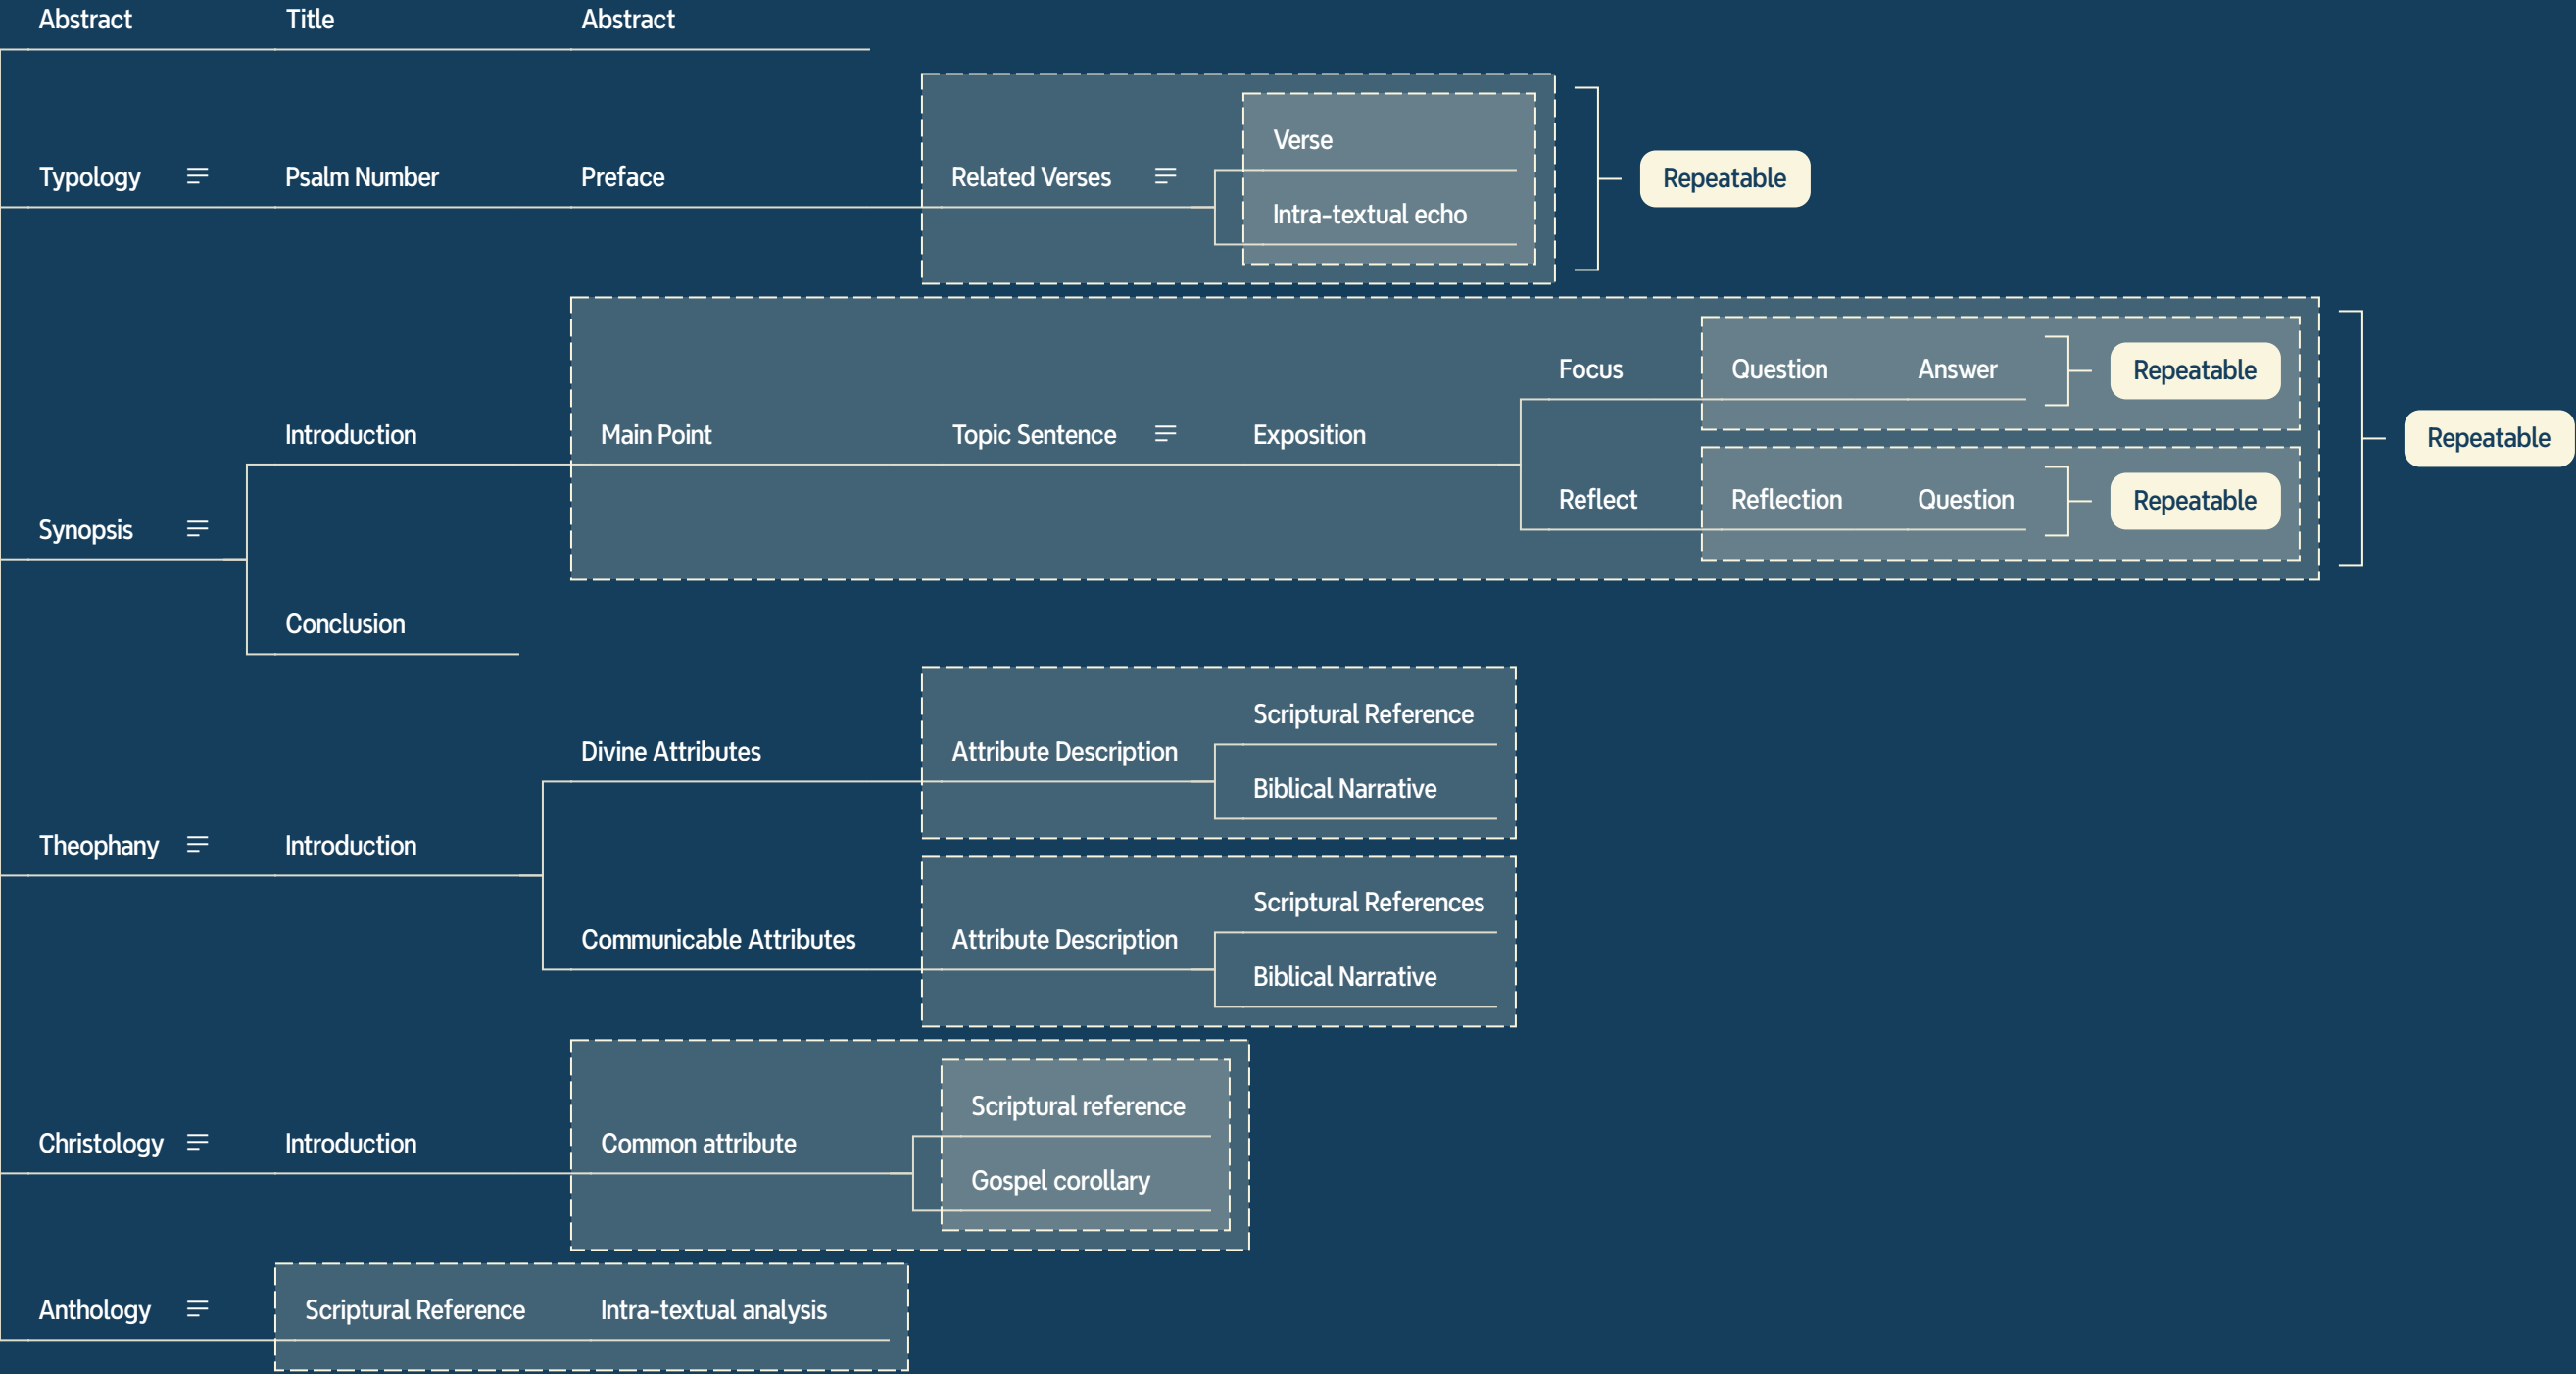 Abstract Title Abstract
Typology Psalm Number Preface Related Verses
Verse
Intra-textual echo
Repeatable
Synopsis
Introduction Main Point Topic Sentence Exposition
Focus Question Answer Repeatable
Reflect Reflection Question Repeatable
Repeatable
Conclusion
Theophany Introduction
Divine Attributes Attribute Description
Scriptural Reference
Biblical Narrative
Communicable Attributes Attribute Description
Scriptural References
Biblical Narrative
Christology Introduction Common attribute
Scriptural reference
Gospel corollary
Anthology Scriptural Reference Intra-textual analysis